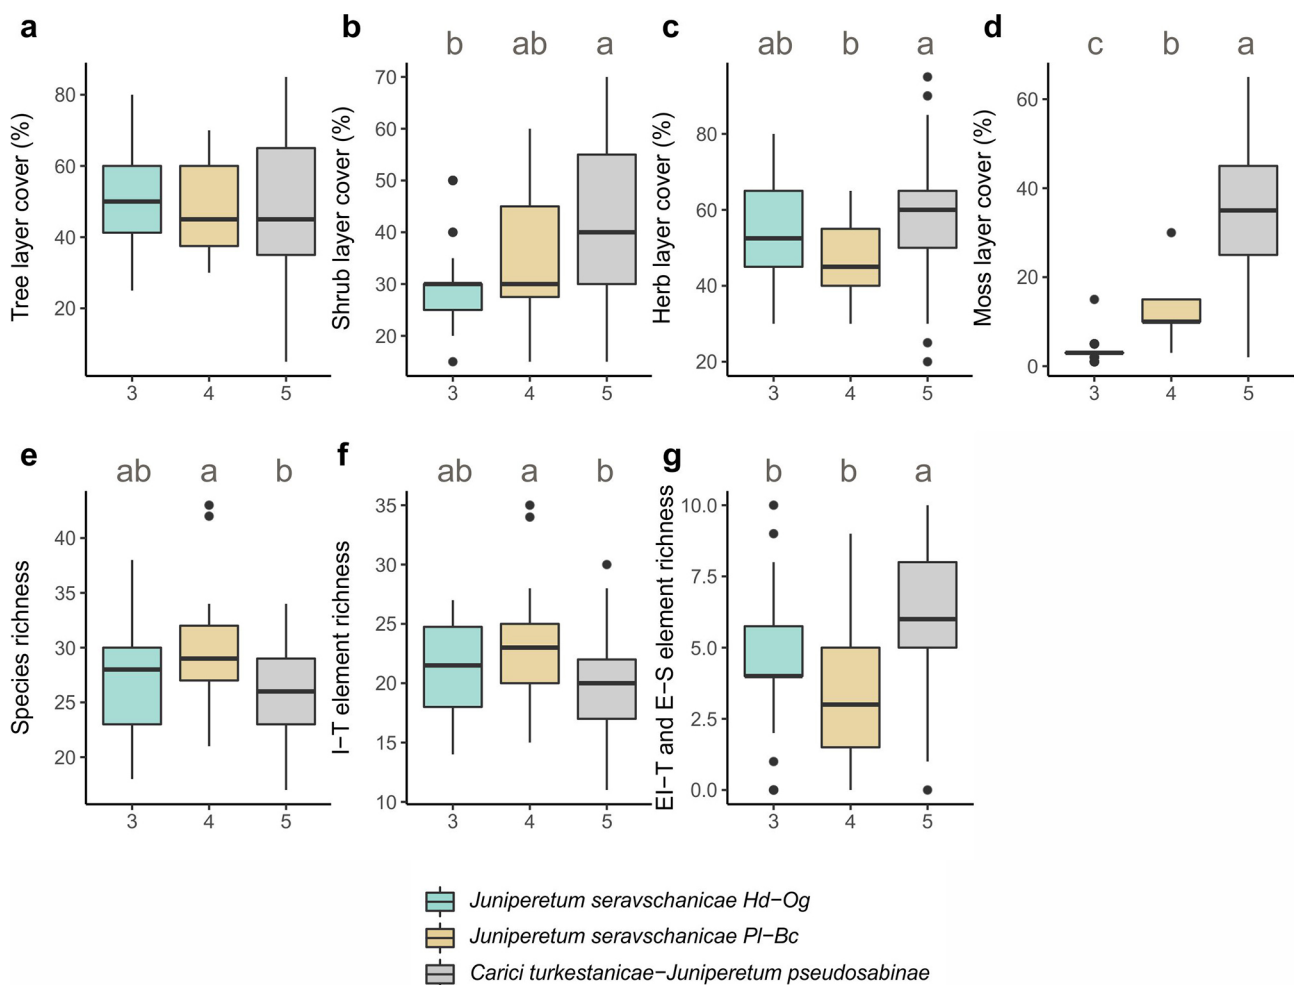 a
b
c
d
b ab a
ab b a
c b a
Tree layer cover (%)
80
60
40
20
3 4 5
Shrub layer cover (%)
70
60
50
40
30
20
3 4 5
Herb layer cover (%)
80
60
40
20
3 4 5
Moss layer cover (%)
60
40
20
0
3 4 5
e
f
g
ab a b
ab a b
b b a
Species richness
40
35
30
25
20
3 4 5
I−T element richness
35
30
25
20
15
10
3 4 5
EI−T and E−S element richness
10.0
7.5
5.0
2.5
0.0
3 4 5
Juniperetum seravschanicae Hd−Og
Juniperetum seravschanicae Pl−Bc
Carici turkestanicae−Juniperetum pseudosabinae